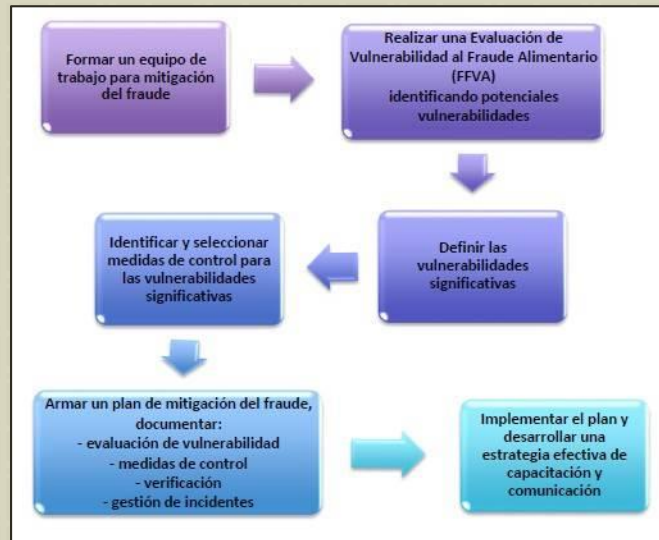 Formar un equipo de
trabajo para mitigación
del fraude
Realizar una Evaluación de
Vulnerabilidad al Fraude Alimentario
(FFVA)
identificando potenciales
vulnerabilidades
Definir las
vulnerabilidades
significativas
Identificar y seleccionar
medidas de control para
las vulnerabilidades
significativas
Armar un plan de mitigación del fraude,
documentar:
- evaluación de vulnerabilidad
- medidas de control
- verificación
- gestión de incidentes
Implementar el plan y
desarrollar una
estrategia efectiva de
capacitación y
comunicación